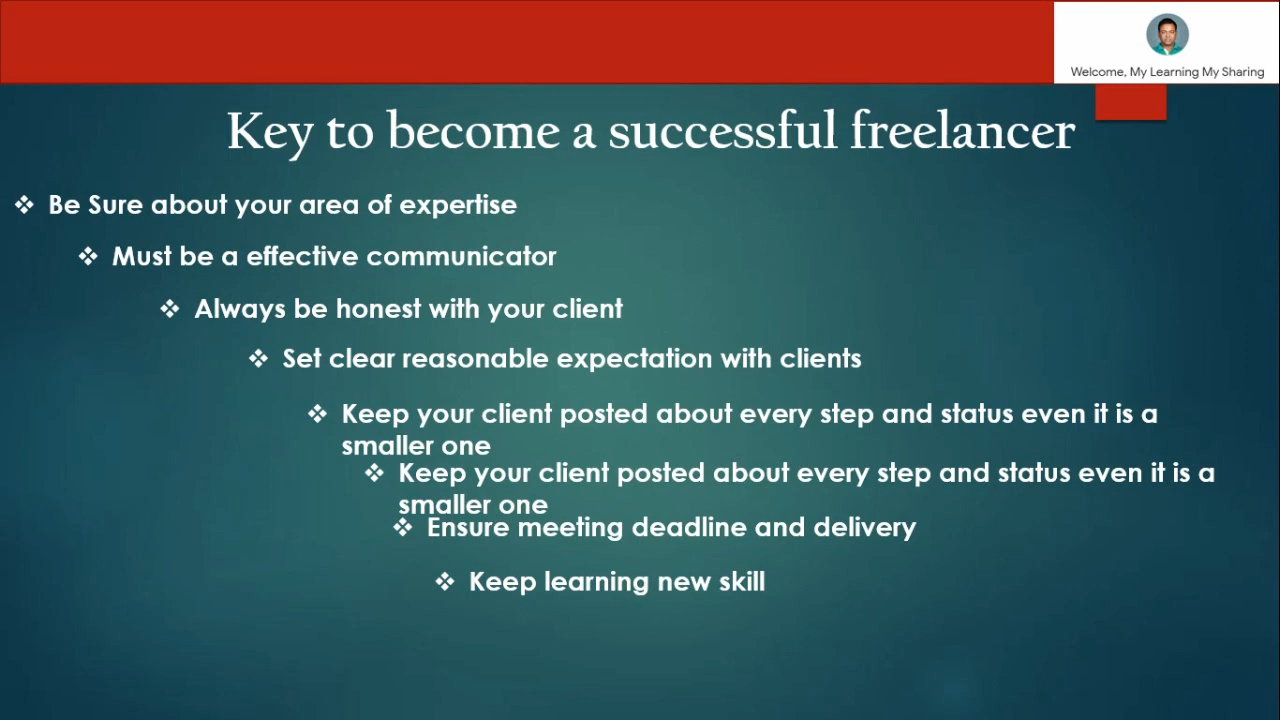 Welcome, My Learning My Sharing
Key to become a successful freelancer
❖ Be Sure about your area of expertise
❖ Must be a effective communicator
❖ Always be honest with your client
❖ Set clear reasonable expectation with clients
❖ Keep your client posted about every step and status even it is a
smaller one
❖ Keep your client posted about every step and status even it is a
smaller one
❖ Ensure meeting deadline and delivery
❖ Keep learning new skill